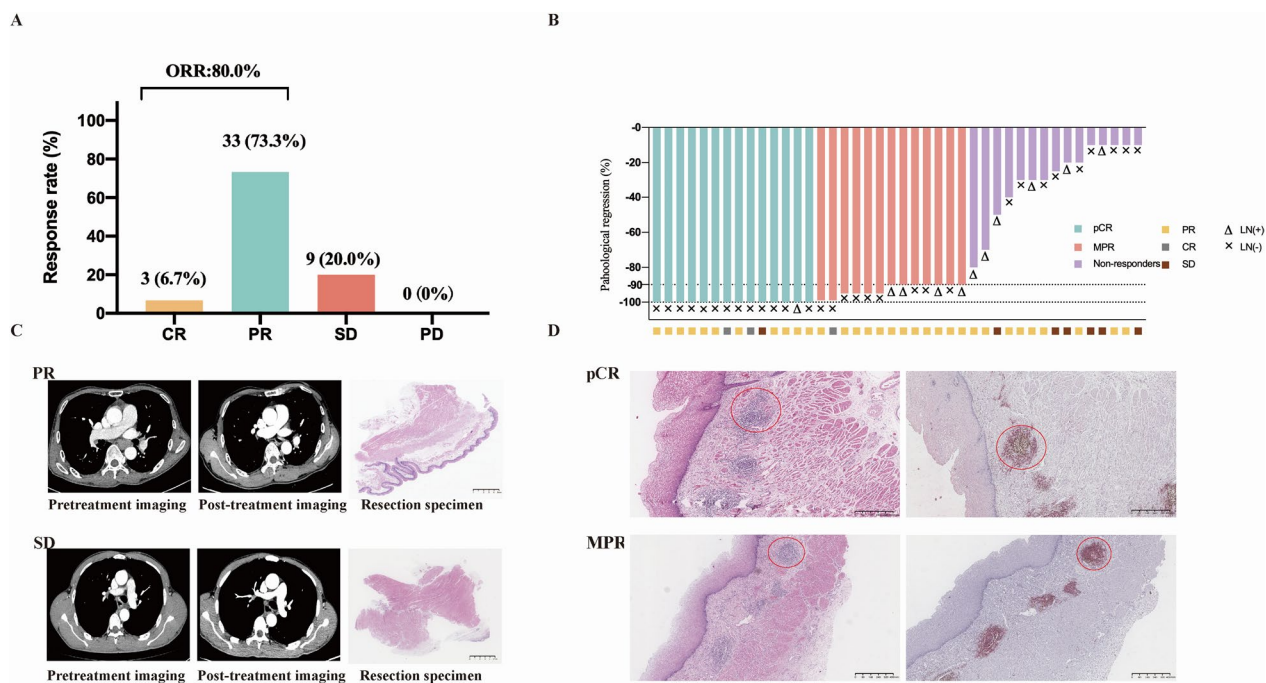 A
B
ORR:80.0%
Response rate (%)
100
80
60
40
20
0
3 (6.7%)
33 (73.3%)
9 (20.0%)
0 (0%)
CR
PR
SD
PD
Pahoological regression (%)
-0
-20
-40
-60
-80
-90
-100
pCR
MPR
Non-responders
PR
CR
SD
Δ LN(+)
× LN(-)
C
D
PR
Pretreatment imaging
Post-treatment imaging
Resection specimen
SD
Pretreatment imaging
Post-treatment imaging
Resection specimen
pCR
MPR